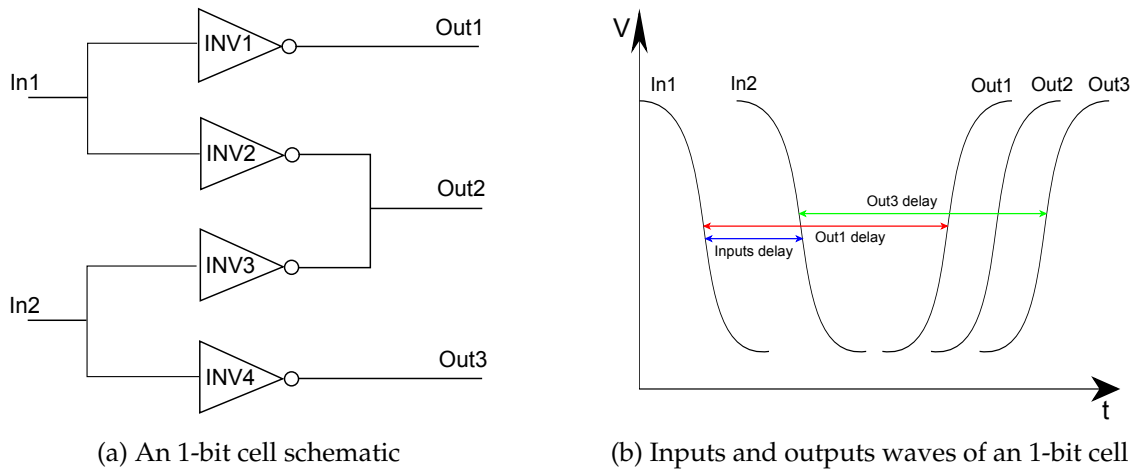 In1
INV1
Out1
INV2
Out2
INV3
In2
INV4
Out3
(a) An 1-bit cell schematic
V
In1
In2
Out1
Out2
Out3
Out3 delay
Out1 delay
Inputs delay
t
(b) Inputs and outputs waves of an 1-bit cell